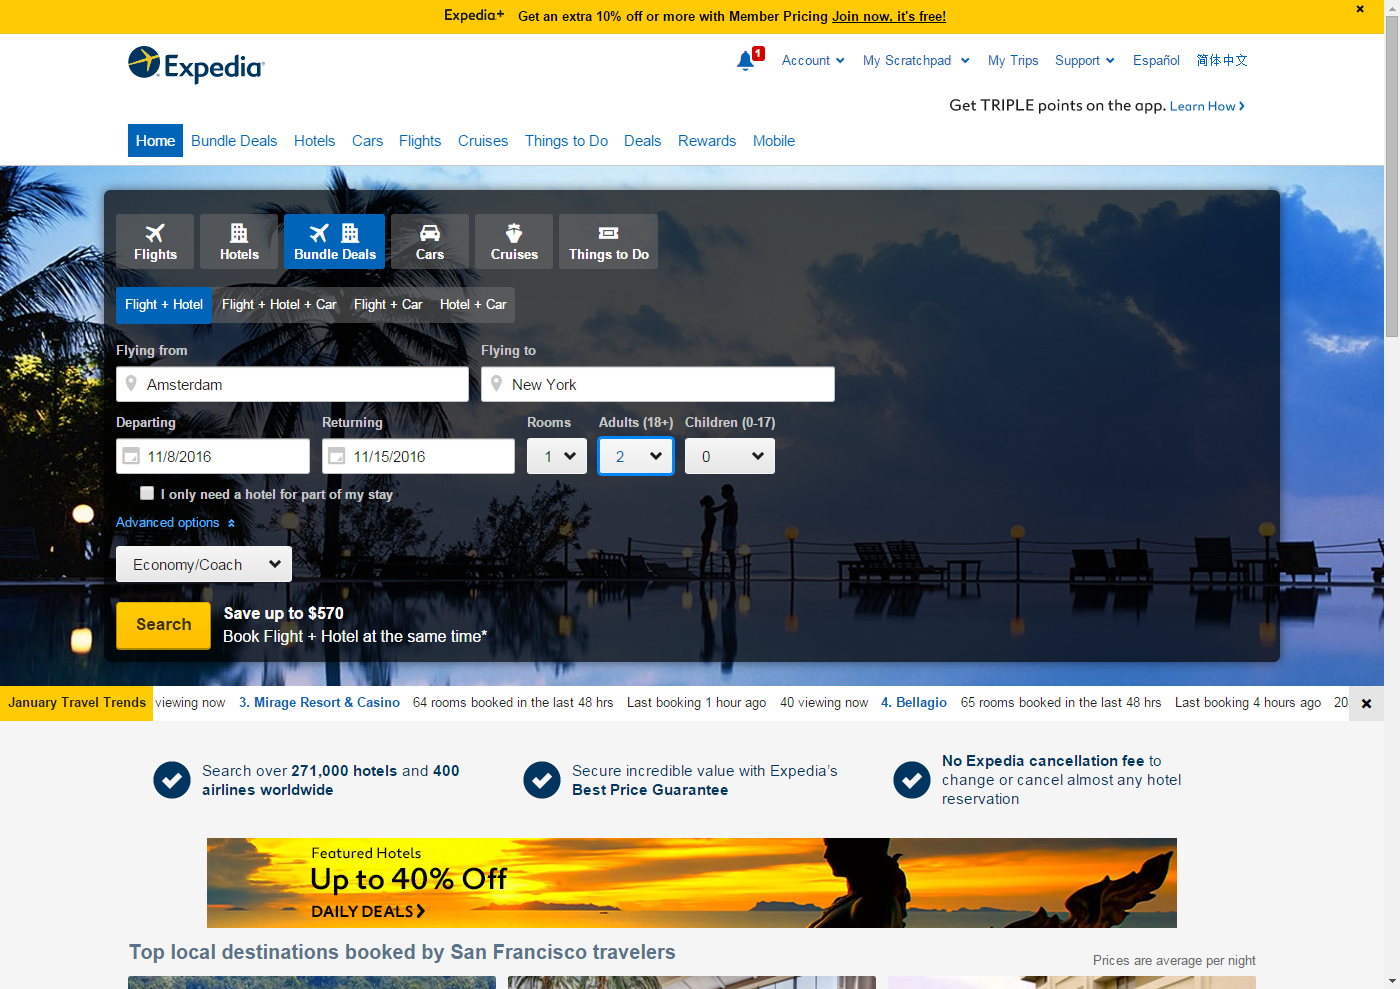 Expedia+ Get an extra 10% off or more with Member Pricing Join now, it's free!
Expedia
1 Account My Scratchpad My Trips Support Español 简体中文
Get TRIPLE points on the app. Learn How
Home Bundle Deals Hotels Cars Flights Cruises Things to Do Deals Rewards Mobile
Flights Hotels Bundle Deals Cars Cruises Things to Do
Flight + Hotel Flight + Hotel + Car Flight + Car Hotel + Car
Flying from Flying to
Amsterdam New York
Departing Returning Rooms Adults (18+) Children (0-17)
11/8/2016 11/15/2016 1 2 0
I only need a hotel for part of my stay
Advanced options
Economy/Coach
Search
Save up to $570
Book Flight + Hotel at the same time*
January Travel Trends viewing now 3. Mirage Resort & Casino 64 rooms booked in the last 48 hrs Last booking 1 hour ago 40 viewing now 4. Bellagio 65 rooms booked in the last 48 hrs Last booking 4 hours ago 20
Search over 271,000 hotels and 400
airlines worldwide
Secure incredible value with Expedia’s
Best Price Guarantee
No Expedia cancellation fee to
change or cancel almost any hotel
reservation
Featured Hotels
Up to 40% Off
DAILY DEALS
Top local destinations booked by San Francisco travelers
Prices are average per night